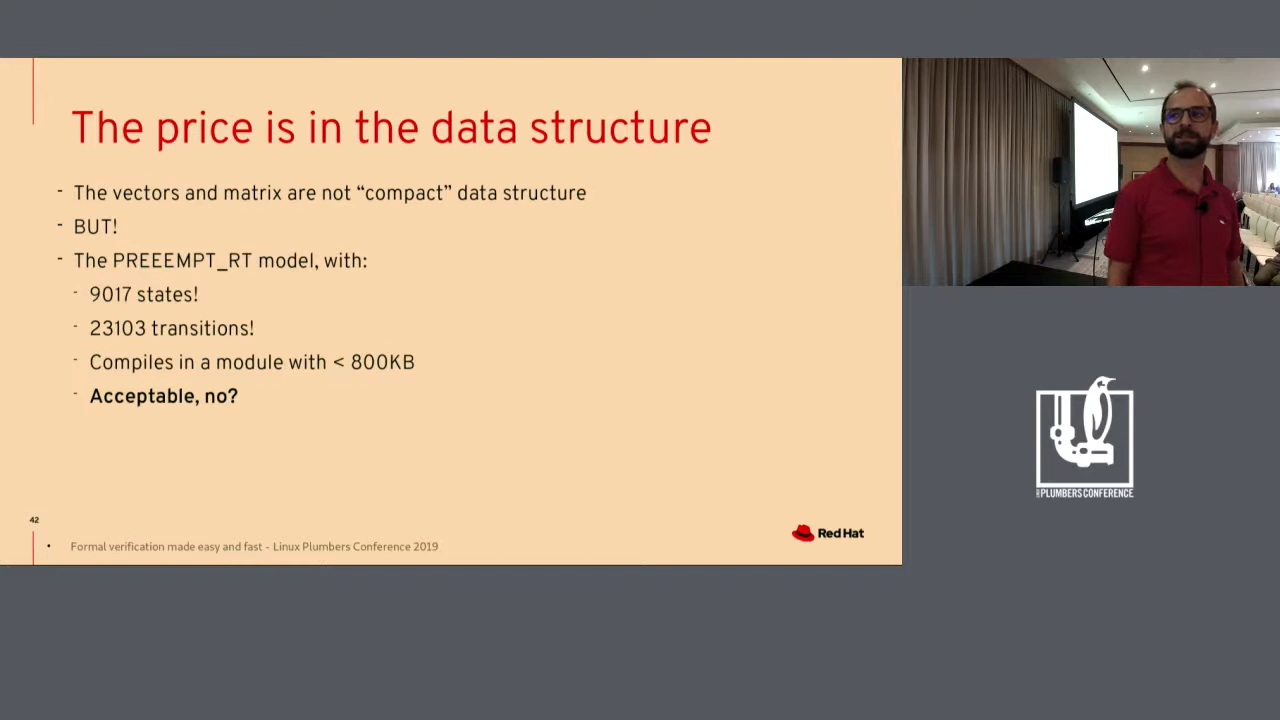 The price is in the data structure
- The vectors and matrix are not “compact” data structure
- BUT!
- The PREEEMPT_RT model, with:
- 9017 states!
- 23103 transitions!
- Compiles in a module with < 800KB
- Acceptable, no?
42
• Formal verification made easy and fast - Linux Plumbers Conference 2019
Red Hat
PLUMBERS CONFERENCE